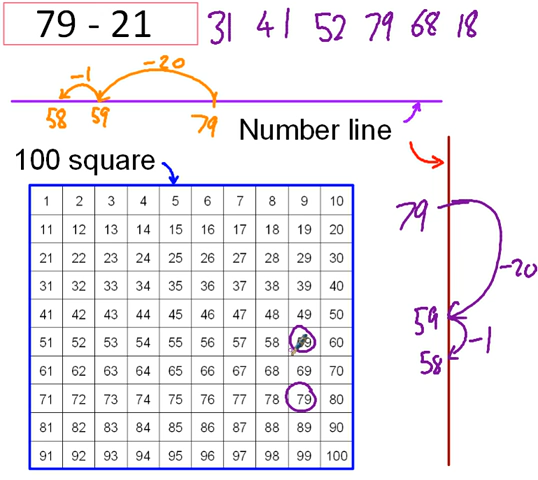 79 - 21
31 41 52 79 68 18
-1
-20
58 59 79
Number line
100 square
1 2 3 4 5 6 7 8 9 10
11 12 13 14 15 16 17 18 19 20
21 22 23 24 25 26 27 28 29 30
31 32 33 34 35 36 37 38 39 40
41 42 43 44 45 46 47 48 49 50
51 52 53 54 55 56 57 58 59 60
61 62 63 64 65 66 67 68 69 70
71 72 73 74 75 76 77 78 79 80
81 82 83 84 85 86 87 88 89 90
91 92 93 94 95 96 97 98 99 100
79
-20
59
-1
58